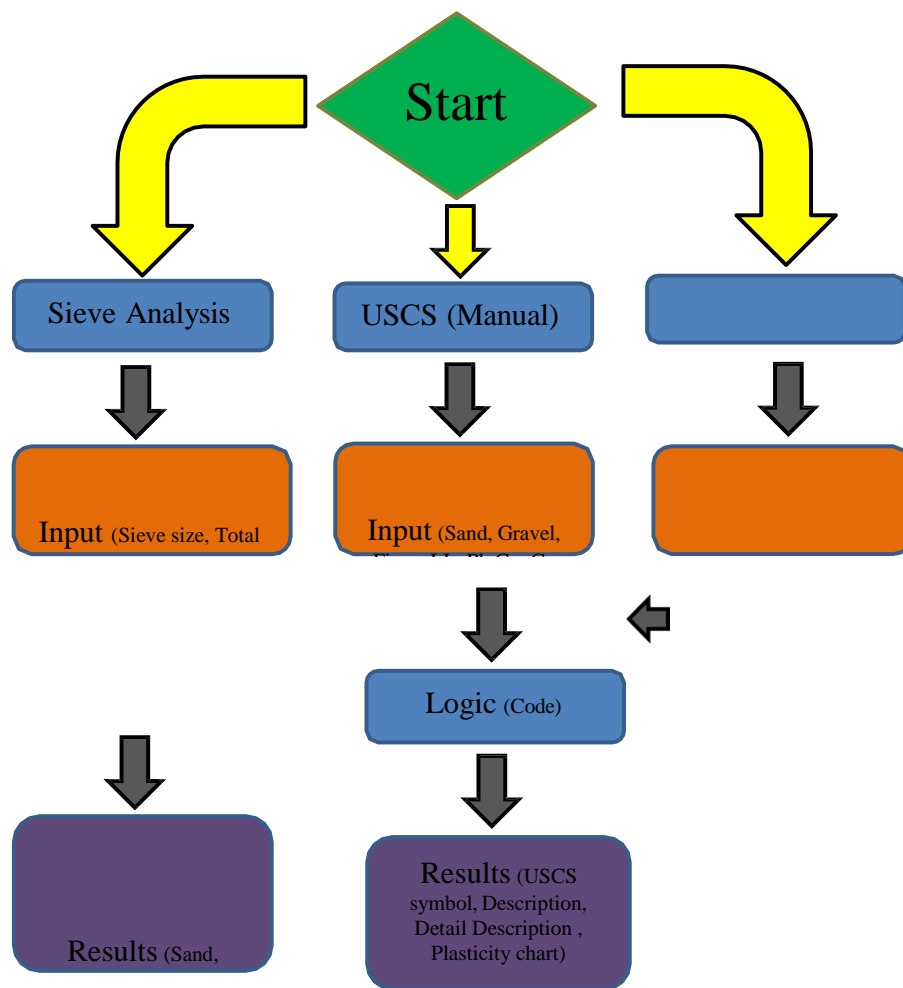 Start
Sieve Analysis
USCS (Manual)
Input (Sieve size, Total
Input (Sand, Gravel,
Logic (Code)
Results (USCS
symbol, Description,
Detail Description ,
Plasticity chart)
Results (Sand,